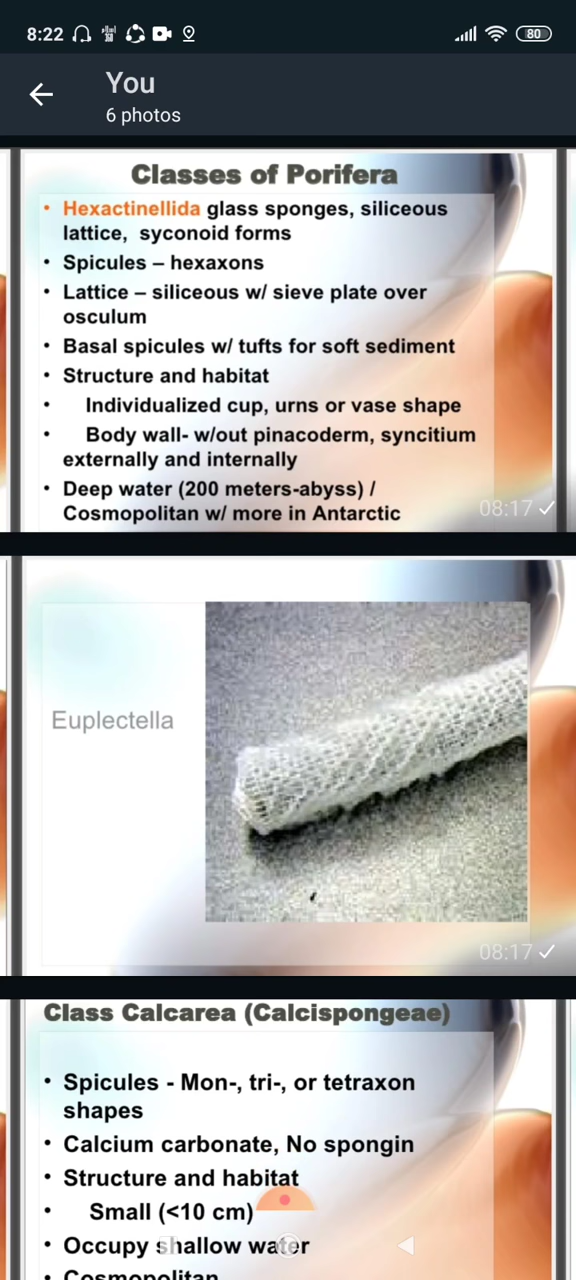 8:22
80
You
6 photos
Classes of Porifera
• Hexactinellida glass sponges, siliceous
lattice, syconoid forms
• Spicules – hexaxons
• Lattice – siliceous w/ sieve plate over
osculum
• Basal spicules w/ tufts for soft sediment
• Structure and habitat
• Individualized cup, urns or vase shape
• Body wall- w/out pinacoderm, syncitium
externally and internally
• Deep water (200 meters-abyss) /
Cosmopolitan w/ more in Antarctic
08:17
Euplectella
08:17
Class Calcarea (Calcispongeae)
• Spicules - Mon-, tri-, or tetraxon
shapes
• Calcium carbonate, No spongin
• Structure and habitat
• Small (<10 cm)
• Occupy shallow water
• Cosmopolitan